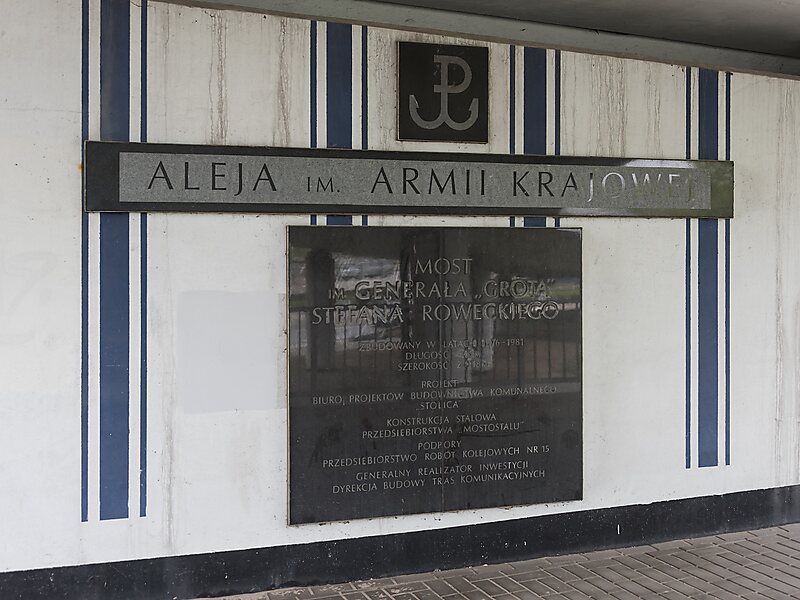 ALEJA IM. ARMII KRAJOWEJ
MOST
IM. GENERAŁA „GROTA"
STEFANA ROWECKIEGO
ZBUDOWANY W LATACH 1976-1981
DŁUGOŚĆ
SZEROKOŚĆ
PROJEKT
BIURO PROJEKTÓW BUDOWNICTWA KOMUNALNEGO
„STOLICA"
KONSTRUKCJA STALOWA
PRZEDSIĘBIORSTWA „MOSTOSTALU"
PODPORY
PRZEDSIĘBIORSTWO ROBÓT KOLEJOWYCH NR 15
GENERALNY REALIZATOR INWESTYCJI
DYREKCJA BUDOWY TRAS KOMUNIKACYJNYCH